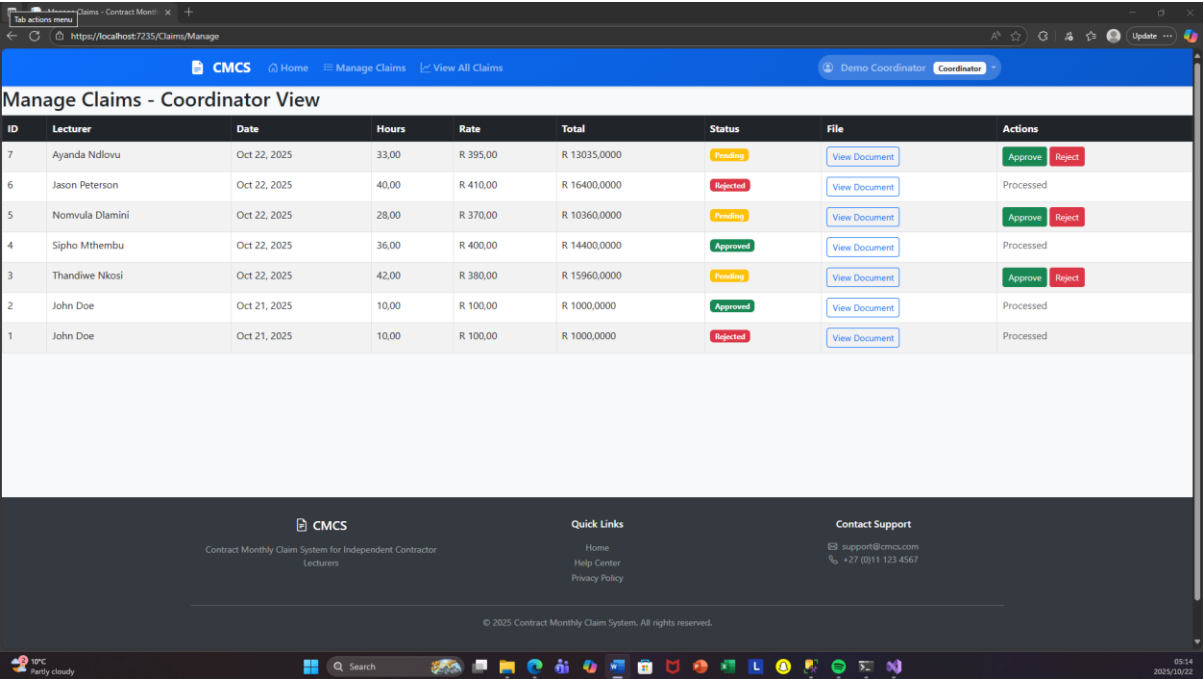 Manage Claims - Contract Month
Tab actions menu
https://localhost:7235/Claims/Manage
Update
CMCS Home Manage Claims View All Claims Demo Coordinator Coordinator
Manage Claims - Coordinator View
ID Lecturer Date Hours Rate Total Status File Actions
7 Ayanda Ndlovu Oct 22, 2025 33,00 R 395,00 R 13035,0000 Pending View Document Approve Reject
6 Jason Peterson Oct 22, 2025 40,00 R 410,00 R 16400,0000 Rejected View Document Processed
5 Nomvula Dlamini Oct 22, 2025 28,00 R 370,00 R 10360,0000 Pending View Document Approve Reject
4 Sipho Mthembu Oct 22, 2025 36,00 R 400,00 R 14400,0000 Approved View Document Processed
3 Thandiwe Nkosi Oct 22, 2025 42,00 R 380,00 R 15960,0000 Pending View Document Approve Reject
2 John Doe Oct 21, 2025 10,00 R 100,00 R 1000,0000 Approved View Document Processed
1 John Doe Oct 21, 2025 10,00 R 100,00 R 1000,0000 Rejected View Document Processed
CMCS
Contract Monthly Claim System for Independent Contractor
Lecturers
Quick Links
Home
Help Center
Privacy Policy
Contact Support
support@cmcs.com
+27 (0)11 123 4567
© 2025 Contract Monthly Claim System. All rights reserved.
10°C
Partly cloudy
Search
05:14
2025/10/22